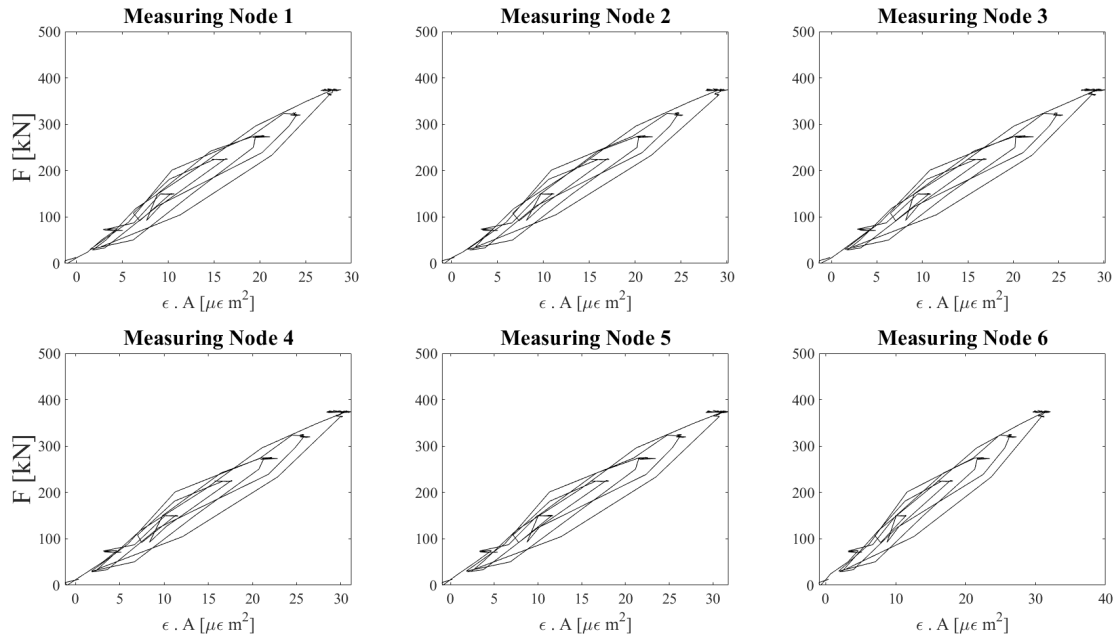 Measuring Node 1
Measuring Node 2
Measuring Node 3
F [kN]
500
400
300
200
100
0
0 5 10 15 20 25 30
ϵ . A [μϵ m²]
500
400
300
200
100
0
0 5 10 15 20 25 30
ϵ . A [μϵ m²]
500
400
300
200
100
0
0 5 10 15 20 25 30
ϵ . A [μϵ m²]
Measuring Node 4
Measuring Node 5
Measuring Node 6
F [kN]
500
400
300
200
100
0
0 5 10 15 20 25 30
ϵ . A [μϵ m²]
500
400
300
200
100
0
0 5 10 15 20 25 30
ϵ . A [μϵ m²]
500
400
300
200
100
0
0 10 20 30 40
ϵ . A [μϵ m²]